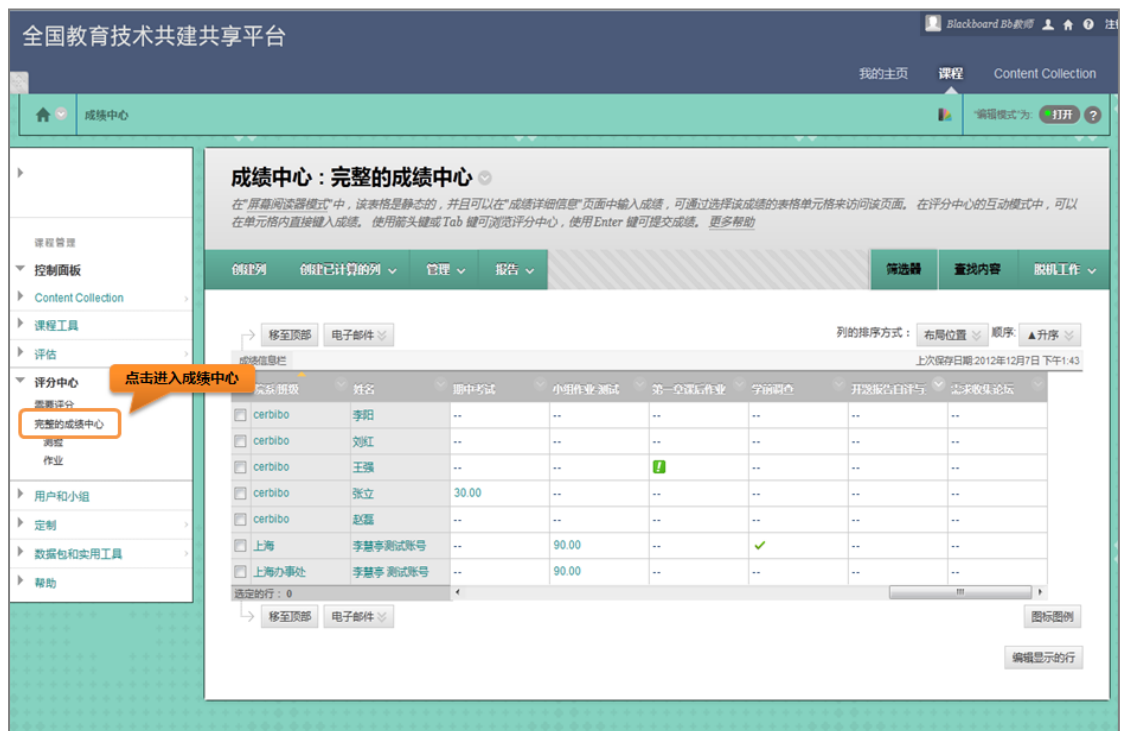 全国教育技术共建共享平台
Blackboard Bb教师
我的主页 课程 Content Collection
成绩中心
"编辑模式"为: 打开 ?
成绩中心：完整的成绩中心
在"屏幕阅读器模式"中，该表格是静态的，并且可以在"成绩详细信息"页面中输入成绩，可通过选择该成绩的表格单元格来访问该页面。 在评分中心的互动模式中，可以
在单元格内直接键入成绩。 使用箭头键或 Tab 键可浏览评分中心，使用 Enter 键可提交成绩。 更多帮助
课程管理
控制面板
Content Collection
课程工具
评估
评分中心
需要评分
完整的成绩中心
测验
作业
用户和小组
定制
数据包和实用工具
帮助
点击进入成绩中心
创建列 创建已计算的列 管理 报告 筛选器 查找内容 脱机工作
移至顶部 电子邮件 列的排序方式： 布局位置 顺序: ▲升序
成绩信息栏 上次保存日期:2012年12月7日 下午1:43
院系/班级 姓名 期中考试 小组作业 测试 第一章课后作业 学前调查 开题报告自评与 需求收集论坛
cerbibo 李阳 -- -- -- -- -- --
cerbibo 刘红 -- -- -- -- -- --
cerbibo 王强 -- -- ! -- -- --
cerbibo 张立 30.00 -- -- -- -- --
cerbibo 赵磊 -- -- -- -- -- --
上海 李慧亭测试账号 -- 90.00 -- ✓ -- --
上海办事处 李慧亭 测试账号 -- 90.00 -- -- -- --
选定的行：0
移至顶部 电子邮件 图标图例
编辑显示的行